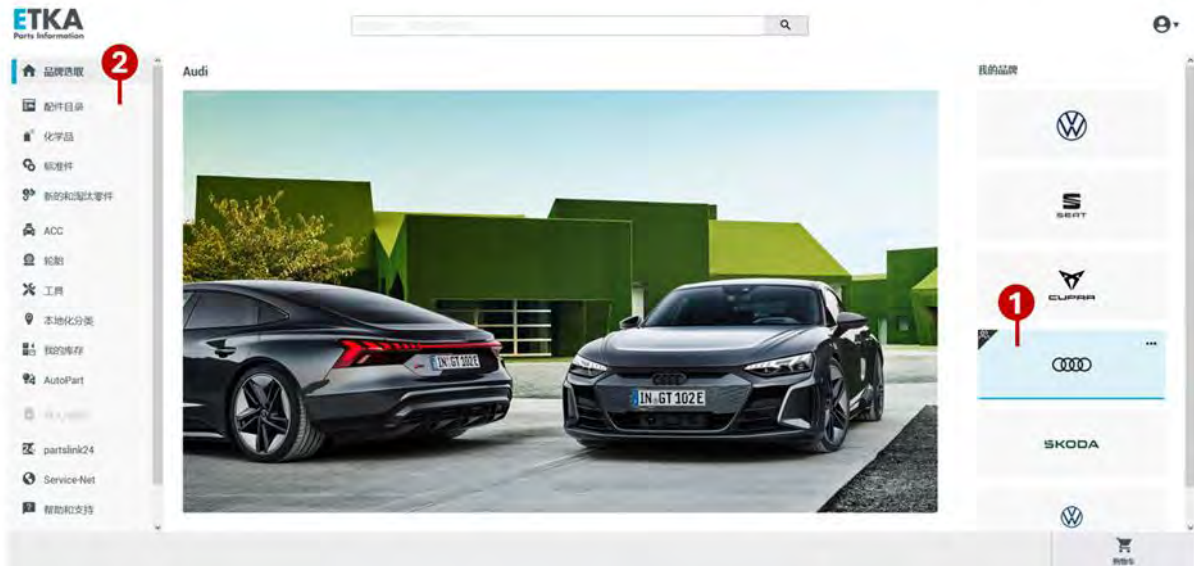 ETKA
Parts Information
品牌选取
2
Audi
我的品牌
配件目录
化学品
标准件
新的和淘汰零件
SEAT
ACC
轮胎
工具
CUPRA
1
本地化分类
我的库存
AutoPart
IN GT 102E
IN GT 102E
SKODA
partslink24
Service-Net
帮助和支持
购物车